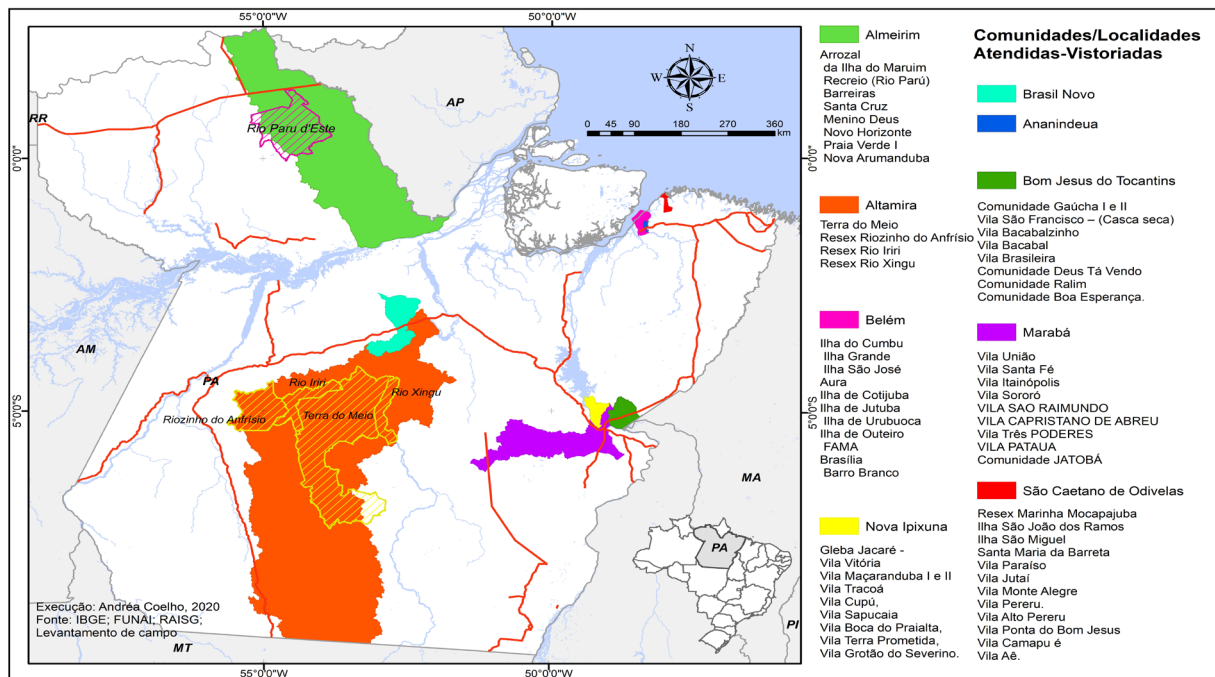 55°0'0"W
50°0'0"W
RR
AP
Rio Paru d'Este
N
W
E
S
0 45 90 180 270 360
km
0°0'0"
0°0'0"
AM
PA
Rio Iriri
Rio Xingu
Riozinho do Anfrísio
Terra do Meio
5°0'0"S
5°0'0"S
MA
PA
PI
MT
Execução: Andréa Coelho, 2020
Fonte: IBGE; FUNAI; RAISG;
Levantamento de campo
55°0'0"W
50°0'0"W
Almeirim
Arrozal
da Ilha do Maruim
Recreio (Rio Parú)
Barreiras
Santa Cruz
Menino Deus
Novo Horizonte
Praia Verde I
Nova Arumanduba
Altamira
Terra do Meio
Resex Riozinho do Anfrísio
Resex Rio Iriri
Resex Rio Xingu
Belém
Ilha do Cumbu
Ilha Grande
Ilha São José
Aura
Ilha de Cotijuba
Ilha de Jutuba
Ilha de Urubuoca
Ilha de Outeiro
FAMA
Brasília
Barro Branco
Nova Ipixuna
Gleba Jacaré -
Vila Vitória
Vila Maçaranduba I e II
Vila Tracoá
Vila Cupú,
Vila Sapucaia
Vila Boca do Praialta,
Vila Terra Prometida,
Vila Grotão do Severino.
Comunidades/Localidades
Atendidas-Vistoriadas
Brasil Novo
Ananindeua
Bom Jesus do Tocantins
Comunidade Gaúcha I e II
Vila São Francisco – (Casca seca)
Vila Bacabalzinho
Vila Bacabal
Vila Brasileira
Comunidade Deus Tá Vendo
Comunidade Ralim
Comunidade Boa Esperança.
Marabá
Vila União
Vila Santa Fé
Vila Itainópolis
Vila Sororó
VILA SAO RAIMUNDO
VILA CAPRISTANO DE ABREU
Vila Três PODERES
VILA PATAUA
Comunidade JATOBÁ
São Caetano de Odivelas
Resex Marinha Mocapajuba
Ilha São João dos Ramos
Ilha São Miguel
Santa Maria da Barreta
Vila Paraíso
Vila Jutaí
Vila Monte Alegre
Vila Pereru.
Vila Alto Pereru
Vila Ponta do Bom Jesus
Vila Camapu é
Vila Aê.